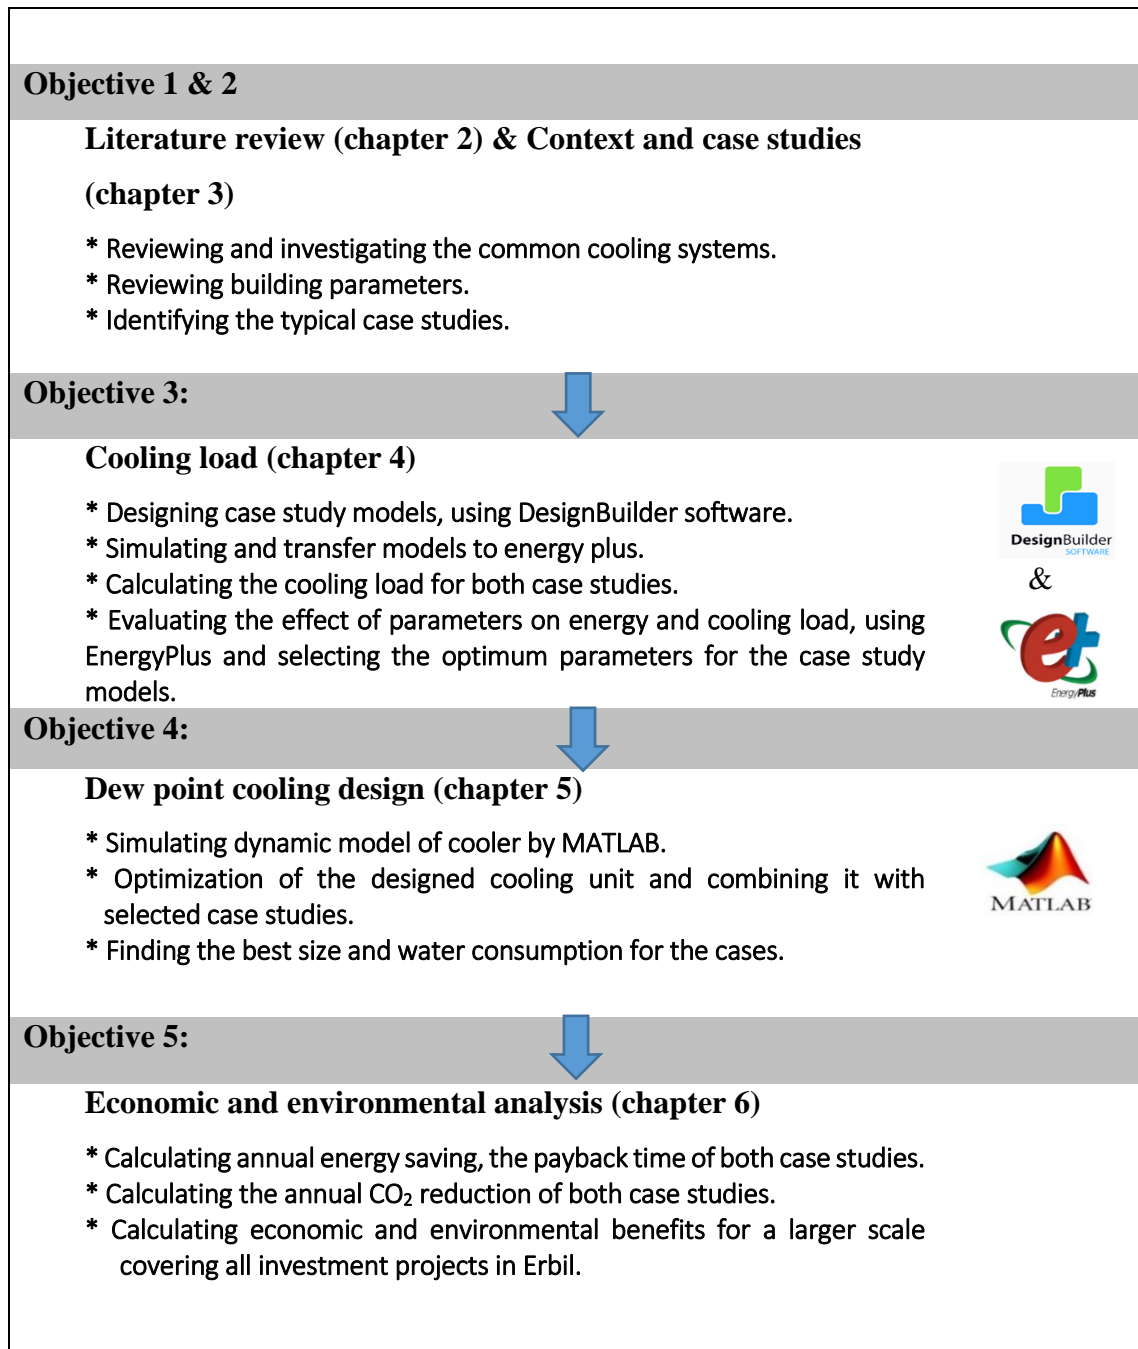 Objective 1 & 2
Literature review (chapter 2) & Context and case studies
(chapter 3)
* Reviewing and investigating the common cooling systems.
* Reviewing building parameters.
* Identifying the typical case studies.
Objective 3:
Cooling load (chapter 4)
* Designing case study models, using DesignBuilder software.
* Simulating and transfer models to energy plus.
* Calculating the cooling load for both case studies.
* Evaluating the effect of parameters on energy and cooling load, using
EnergyPlus and selecting the optimum parameters for the case study
models.
DesignBuilder
SOFTWARE
&
e+
EnergyPlus
Objective 4:
Dew point cooling design (chapter 5)
* Simulating dynamic model of cooler by MATLAB.
* Optimization of the designed cooling unit and combining it with
selected case studies.
* Finding the best size and water consumption for the cases.
MATLAB
Objective 5:
Economic and environmental analysis (chapter 6)
* Calculating annual energy saving, the payback time of both case studies.
* Calculating the annual CO₂ reduction of both case studies.
* Calculating economic and environmental benefits for a larger scale
covering all investment projects in Erbil.